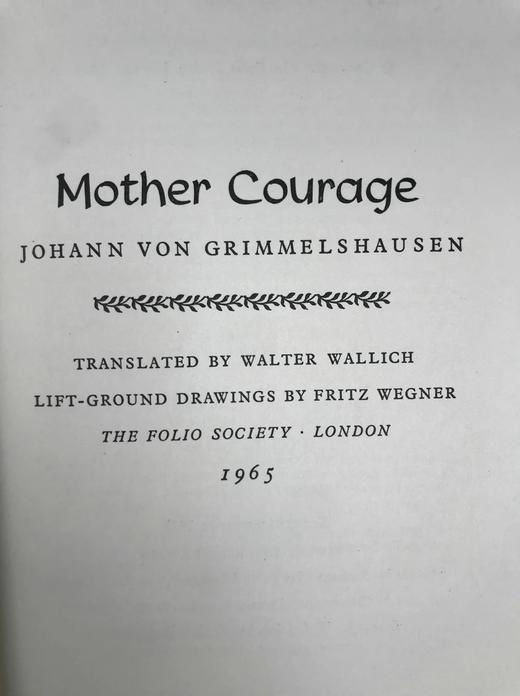 Mother Courage
JOHANN VON GRIMMELSHAUSEN
TRANSLATED BY WALTER WALLICH
LIFT-GROUND DRAWINGS BY FRITZ WEGNER
THE FOLIO SOCIETY · LONDON
1965